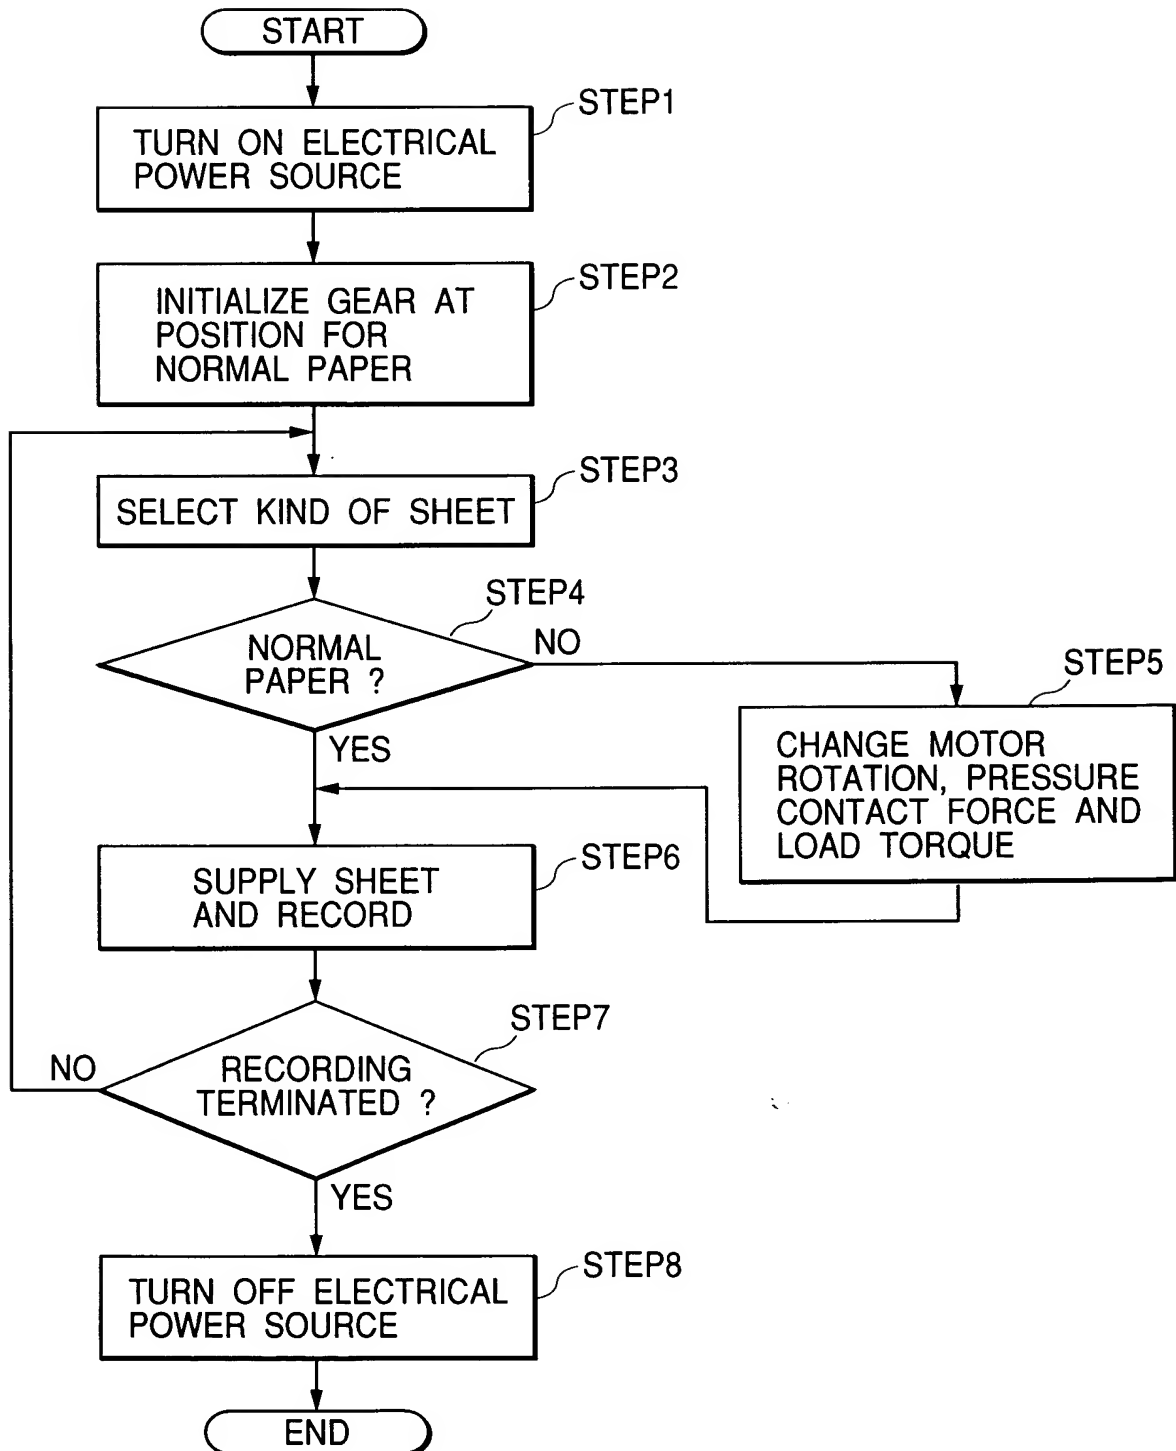 START
STEP1
TURN ON ELECTRICAL
POWER SOURCE
STEP2
INITIALIZE GEAR AT
POSITION FOR
NORMAL PAPER
STEP3
SELECT KIND OF SHEET
STEP4
NORMAL
PAPER ?
NO
YES
STEP5
CHANGE MOTOR
ROTATION, PRESSURE
CONTACT FORCE AND
LOAD TORQUE
STEP6
SUPPLY SHEET
AND RECORD
STEP7
RECORDING
TERMINATED ?
NO
YES
STEP8
TURN OFF ELECTRICAL
POWER SOURCE
END